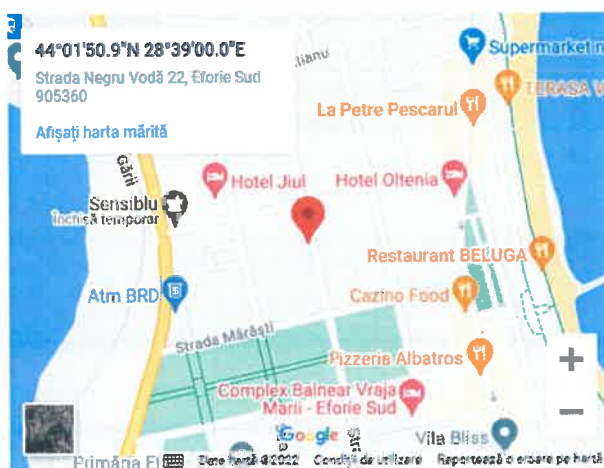 44°01'50.9"N 28°39'00.0"E
Strada Negru Vodă 22, Eforie Sud
905360
Afișați harta mărită
Supermarket
TERASA
La Petre Pescarul
Gării
Hotel Jiul
Hotel Oltenia
Sensiblu
Închisă temporar
Restaurant BELUGA
Atm BRD
Cazino Food
Strada Mărăști
Pizzeria Albatros
+
Complex Balnear Vraja
Mării - Eforie Sud
−
Google
Vila Bliss
Primăria
Date hartă ©2022
Condiții de utilizare
Raportează o eroare pe hartă